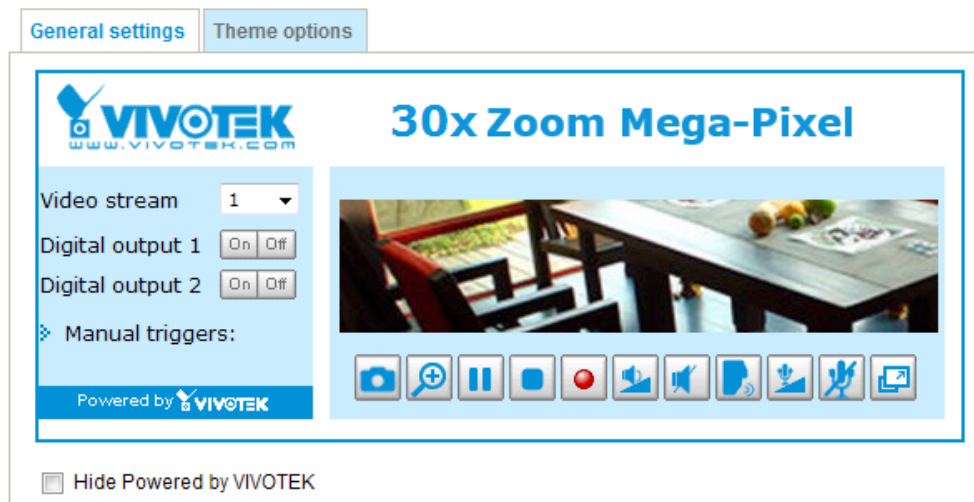 General settings
Theme options
VIVOTEK
www.vivotek.com
30x Zoom Mega-Pixel
Video stream 1
Digital output 1 On Off
Digital output 2 On Off
Manual triggers:
Powered by VIVOTEK
Hide Powered by VIVOTEK